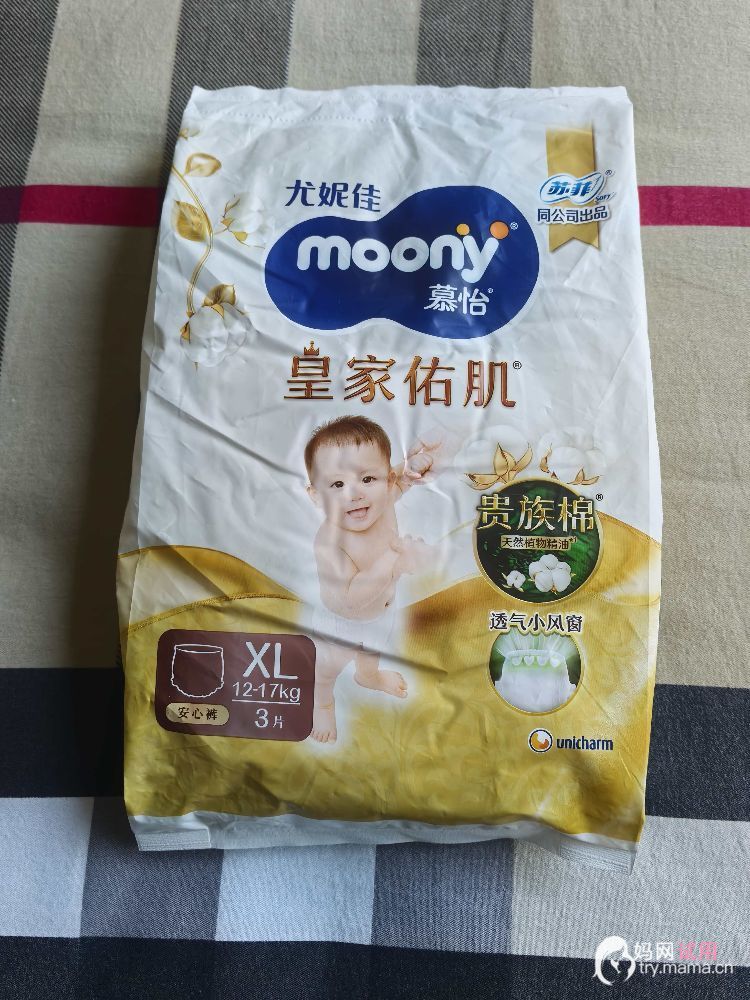 尤妮佳
moony®
慕怡®
苏菲®
SOFY
同公司出品
皇家佑肌®
贵族棉®
天然植物精油*¹
透气小风窗
XL
12-17kg
3片
安心裤
unicharm
妈网试用
try.mama.cn